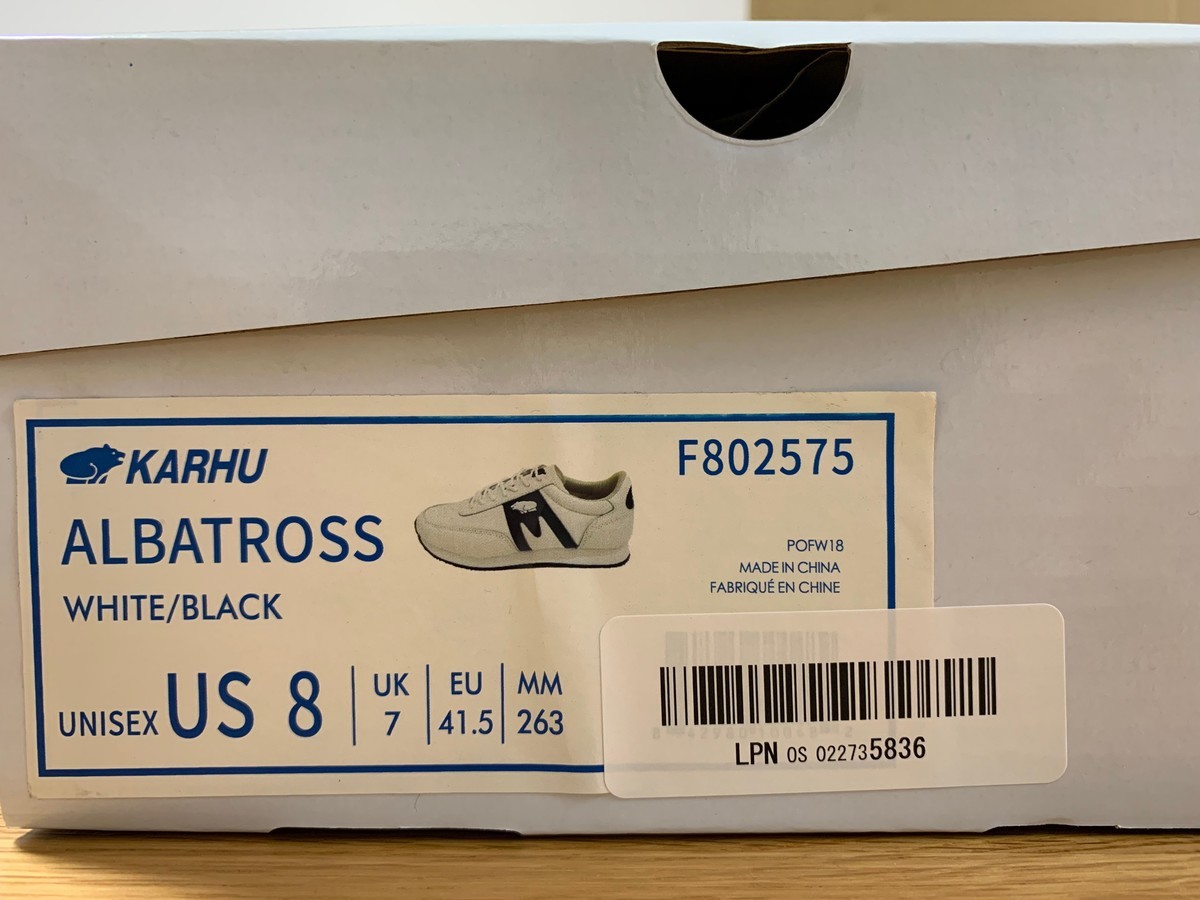 KARHU
F802575
ALBATROSS
WHITE/BLACK
POFW18
MADE IN CHINA
FABRIQUÉ EN CHINE
UNISEX US 8
UK
7
EU
41.5
MM
263
LPN OS 022735836